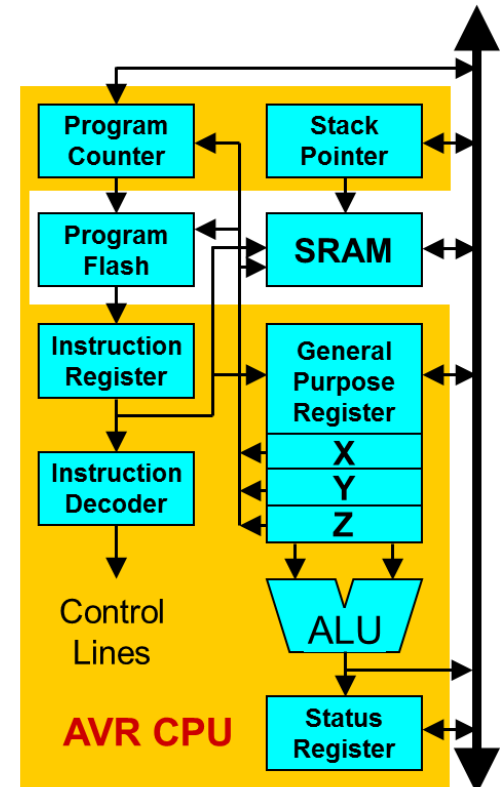 Program
Counter
Stack
Pointer
Program
Flash
SRAM
Instruction
Register
General
Purpose
Register
X
Y
Z
Instruction
Decoder
Control
Lines
ALU
AVR CPU
Status
Register